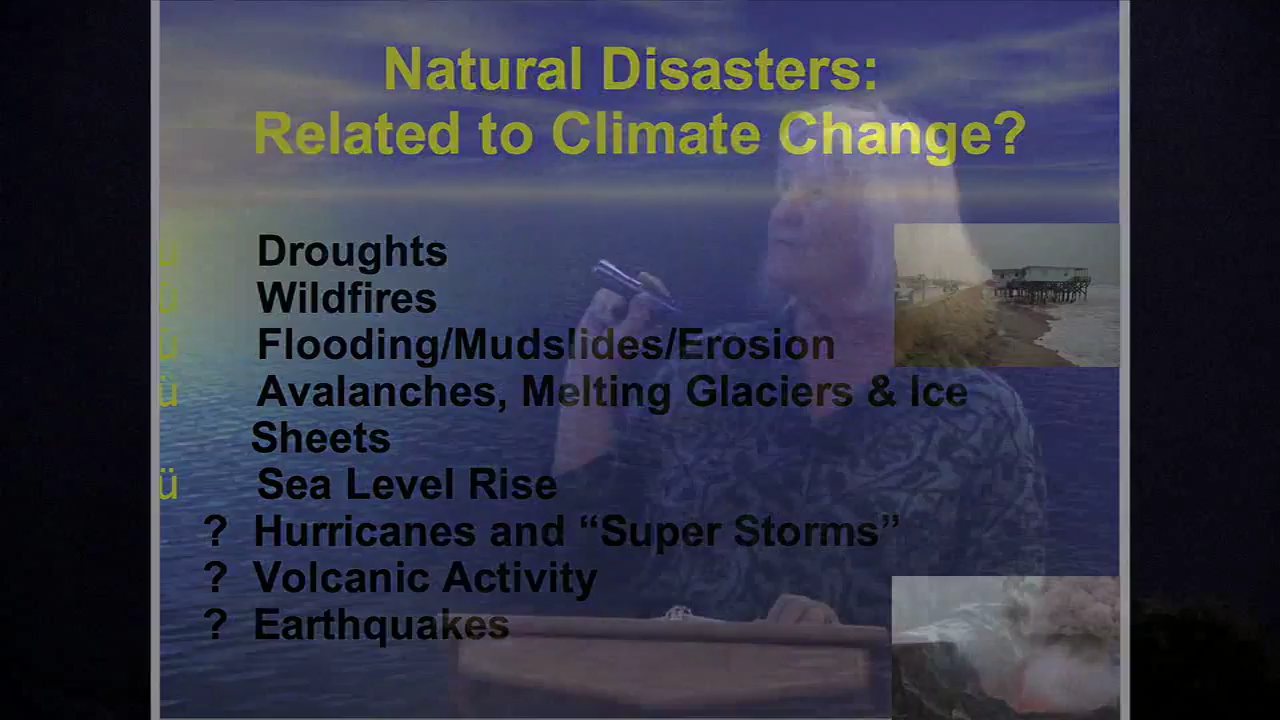 Natural Disasters:
Related to Climate Change?
ü Droughts
ü Wildfires
ü Flooding/Mudslides/Erosion
ü Avalanches, Melting Glaciers & Ice
Sheets
ü Sea Level Rise
? Hurricanes and “Super Storms”
? Volcanic Activity
? Earthquakes